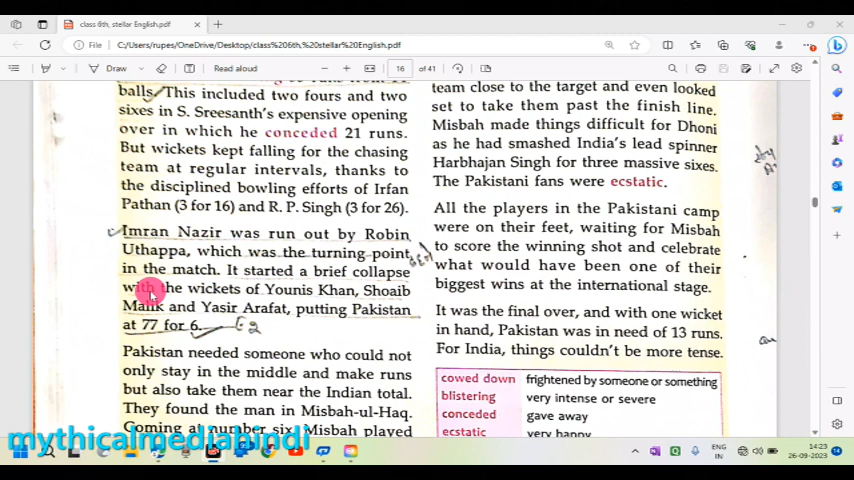 class 6th, stellar English.pdf
File
C:/Users/rupes/OneDrive/Desktop/class%206th,%20stellar%20English.pdf
Draw
Read aloud
16
of 41
balls. This included two fours and two
sixes in S. Sreesanth's expensive opening
over in which he conceded 21 runs.
But wickets kept falling for the chasing
team at regular intervals, thanks to
the disciplined bowling efforts of Irfan
Pathan (3 for 16) and R. P. Singh (3 for 26).
Imran Nazir was run out by Robin
Uthappa, which was the turning point
in the match. It started a brief collapse
with the wickets of Younis Khan, Shoaib
Malik and Yasir Arafat, putting Pakistan
at 77 for 6.
Pakistan needed someone who could not
only stay in the middle and make runs
but also take them near the Indian total.
They found the man in Misbah-ul-Haq.
Coming at number six, Misbah played
team close to the target and even looked
set to take them past the finish line.
Misbah made things difficult for Dhoni
as he had smashed India's lead spinner
Harbhajan Singh for three massive sixes.
The Pakistani fans were ecstatic.
All the players in the Pakistani camp
were on their feet, waiting for Misbah
to score the winning shot and celebrate
what would have been one of their
biggest wins at the international stage.
It was the final over, and with one wicket
in hand, Pakistan was in need of 13 runs.
For India, things couldn't be more tense.
cowed down frightened by someone or something
blistering very intense or severe
conceded gave away
ecstatic very happy
mythicalmediahindi
ENG
IN
14:23
26-09-2023